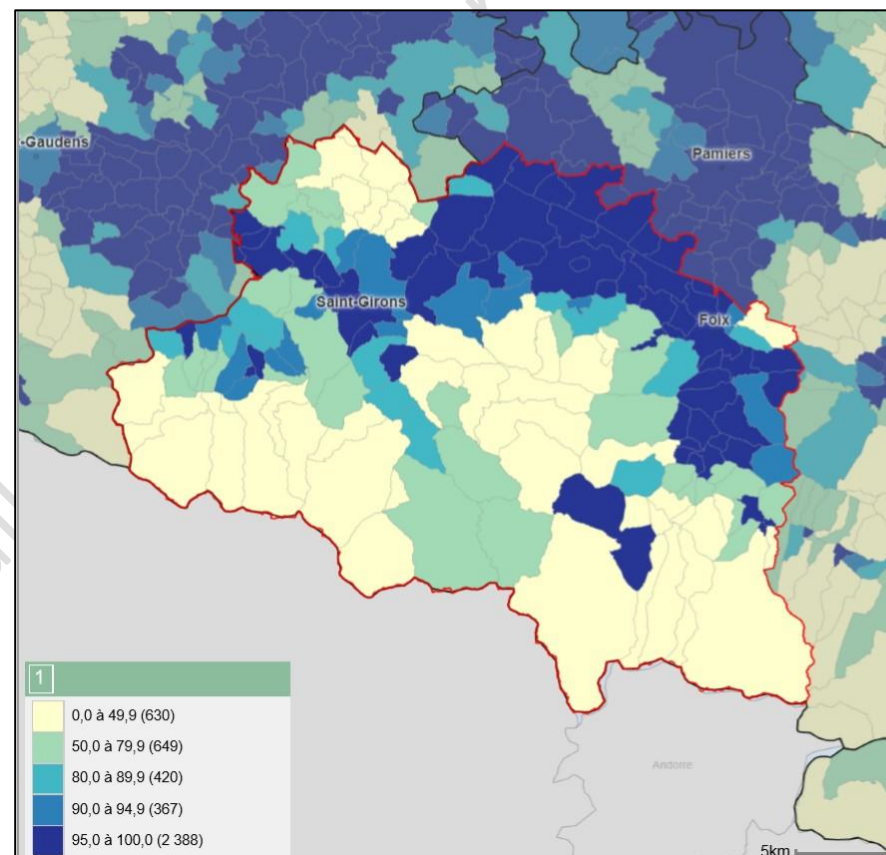 -Gaudens
Pamiers
Saint-Girons
Foix
Andorre
1
0,0 à 49,9 (630)
50,0 à 79,9 (649)
80,0 à 89,9 (420)
90,0 à 94,9 (367)
95,0 à 100,0 (2 388)
5km